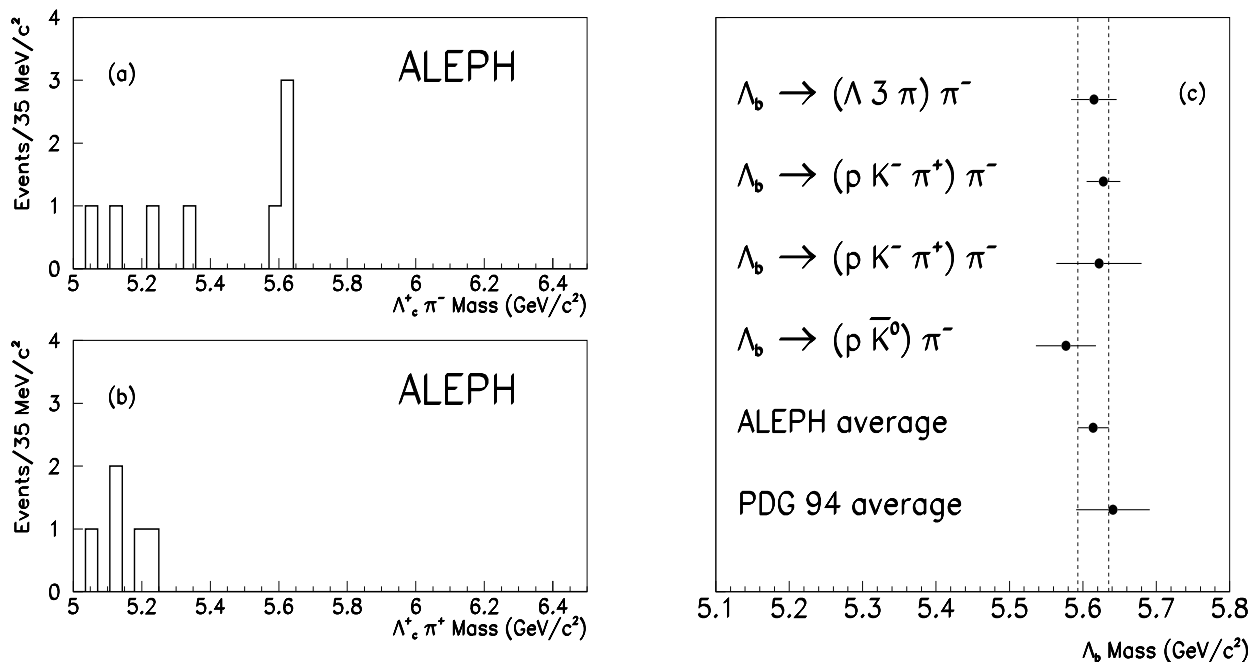 Events/35 MeV/c²
4
3
2
1
0
(a)
ALEPH
5 5.2 5.4 5.6 5.8 6 6.2 6.4
Λ⁺c π⁻ Mass (GeV/c²)
Events/35 MeV/c²
4
3
2
1
0
(b)
ALEPH
5 5.2 5.4 5.6 5.8 6 6.2 6.4
Λ⁺c π⁺ Mass (GeV/c²)
(c)
Λb → (Λ 3 π) π⁻
Λb → (p K⁻ π⁺) π⁻
Λb → (p K⁻ π⁺) π⁻
Λb → (p K̅⁰) π⁻
ALEPH average
PDG 94 average
5.1 5.2 5.3 5.4 5.5 5.6 5.7 5.8
Λb Mass (GeV/c²)